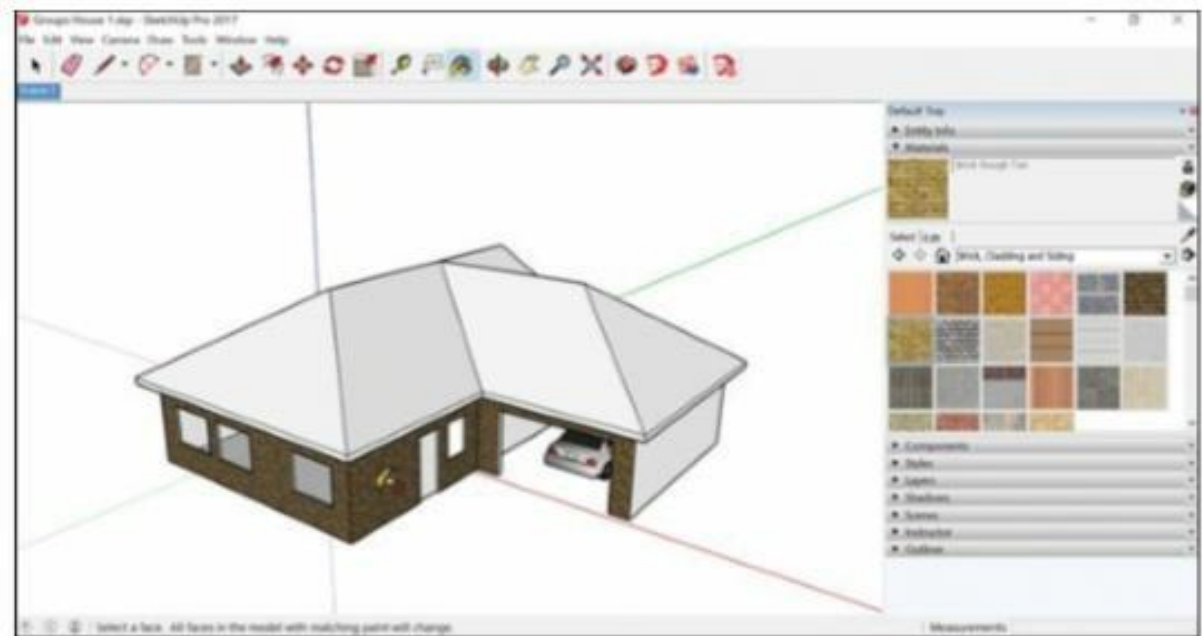 Groups House 1.skp - SketchUp Pro 2017
File Edit View Camera Draw Tools Window Help
Default Tray
Entity Info
Materials
Brick Rough Tan
Select Edit
Brick, Cladding and Siding
Components
Styles
Layers
Shadows
Scenes
Instructor
Outliner
Select a face. All faces in the model with matching paint will change.
Measurements